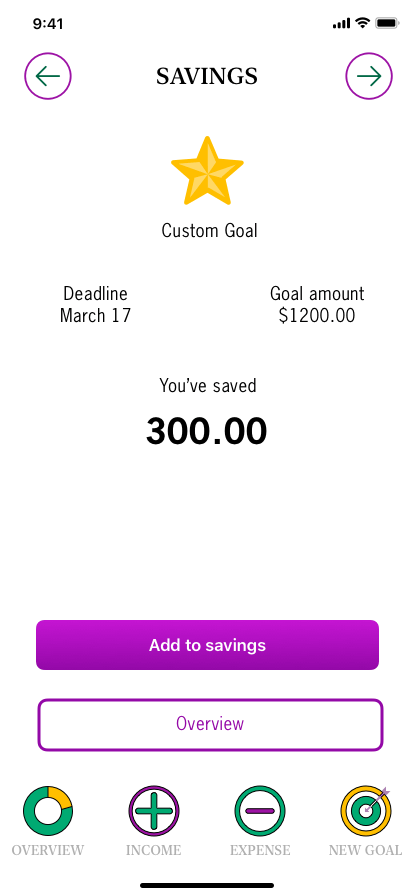 9:41
SAVINGS
Custom Goal
Deadline
March 17
Goal amount
$1200.00
You've saved
300.00
Add to savings
Overview
OVERVIEW
INCOME
EXPENSE
NEW GOAL